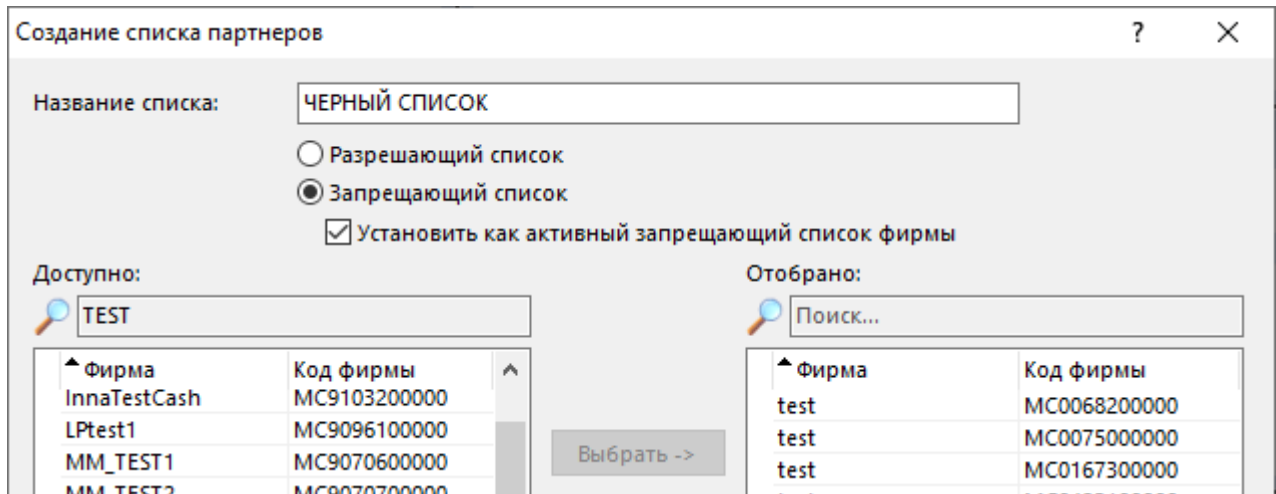 Создание списка партнеров ? ×
Название списка: ЧЕРНЫЙ СПИСОК
Разрешающий список
Запрещающий список
Установить как активный запрещающий список фирмы
Доступно:
TEST
Фирма Код фирмы
InnaTestCash MC9103200000
LPtest1 MC9096100000
MM_TEST1 MC9070600000
MM_TEST2 MC9070700000
Выбрать ->
Отобрано:
Поиск...
Фирма Код фирмы
test MC0068200000
test MC0075000000
test MC0167300000